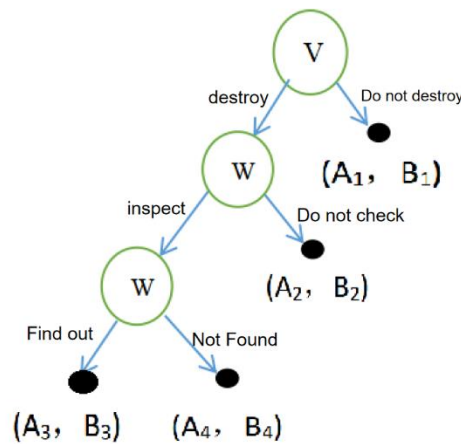 V
destroy
Do not destroy
W
(A₁, B₁)
inspect
Do not check
W
(A₂, B₂)
Find out
Not Found
(A₃, B₃)
(A₄, B₄)